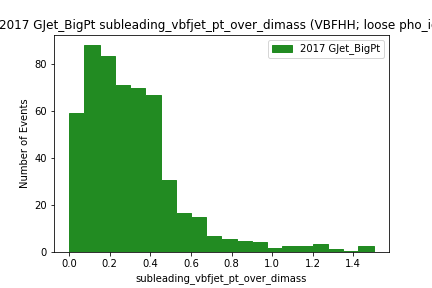 2017 GJet_BigPt subleading_vbfjet_pt_over_dimass (VBFHH; loose pho_i
2017 GJet_BigPt
Number of Events
80
60
40
20
0
0.0 0.2 0.4 0.6 0.8 1.0 1.2 1.4
subleading_vbfjet_pt_over_dimass